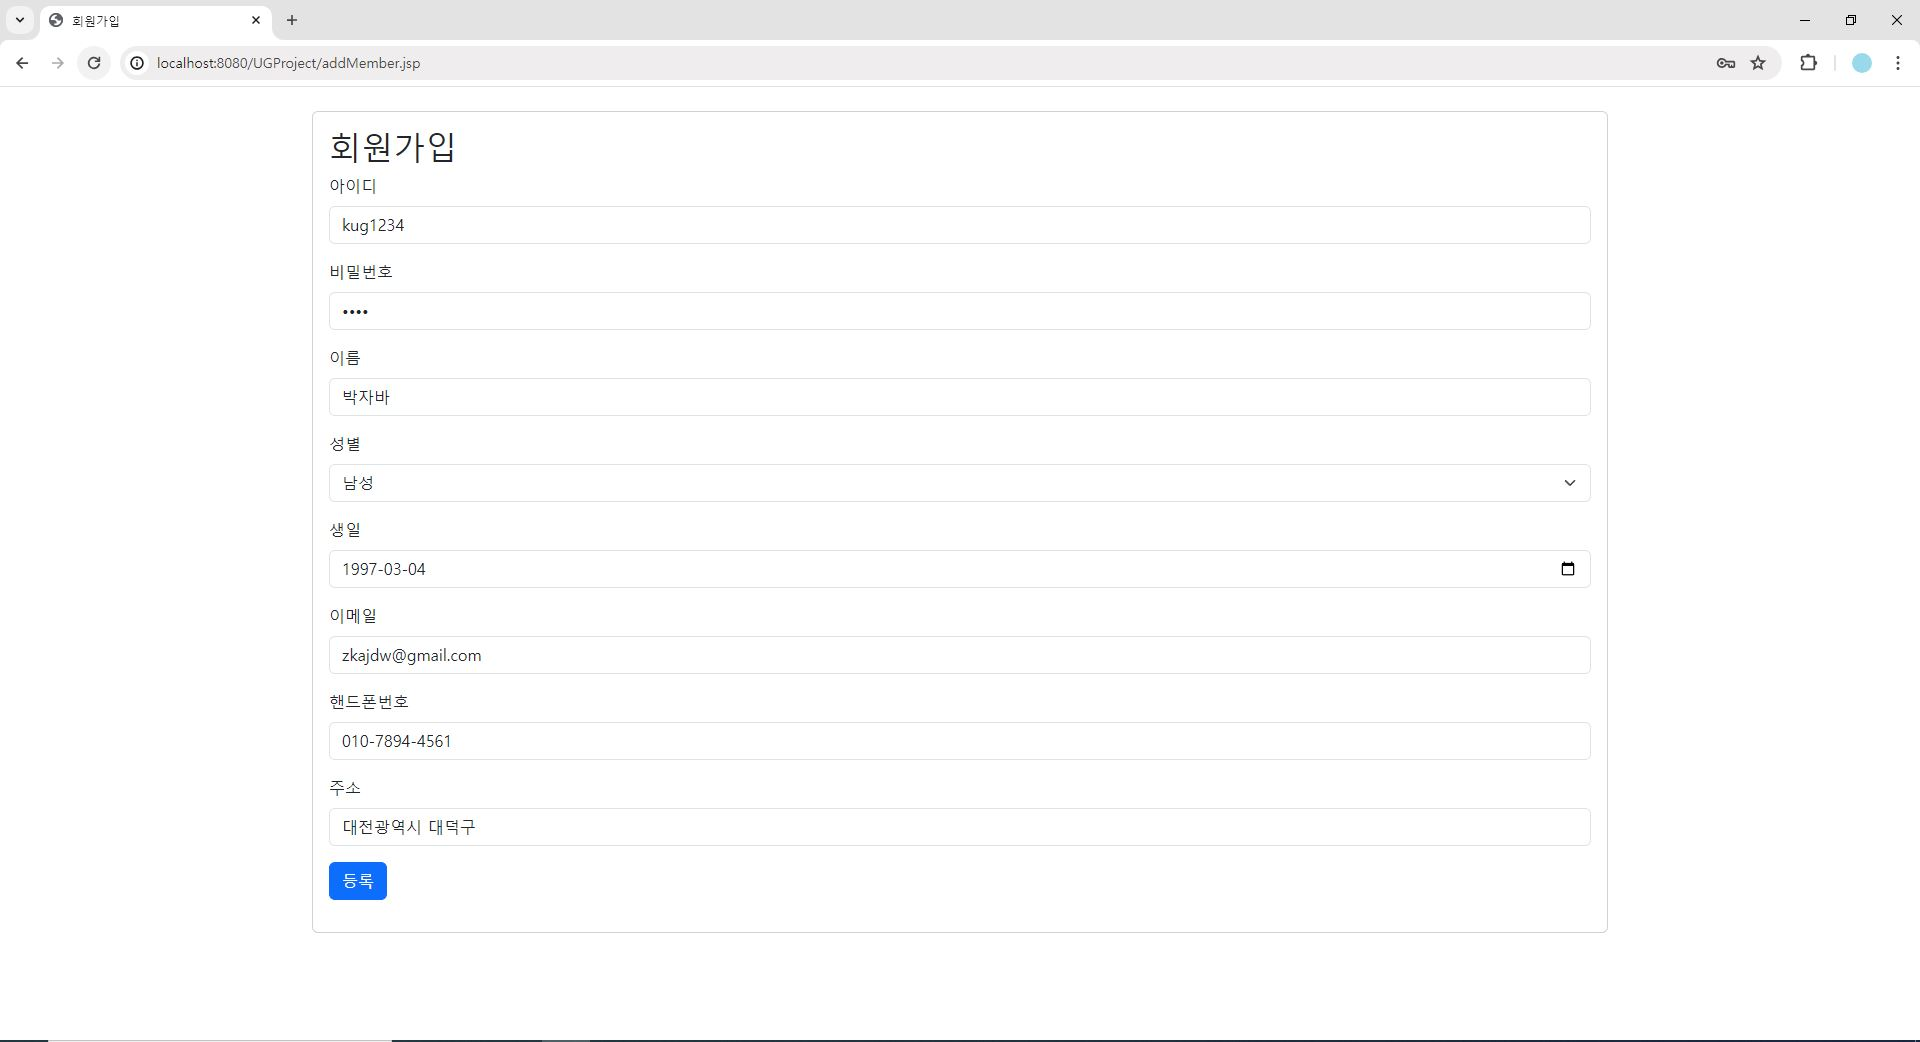 회원가입
localhost:8080/UGProject/addMember.jsp
회원가입
아이디
kug1234
비밀번호
••••
이름
박자바
성별
남성
생일
1997-03-04
이메일
zkajdw@gmail.com
핸드폰번호
010-7894-4561
주소
대전광역시 대덕구
등록